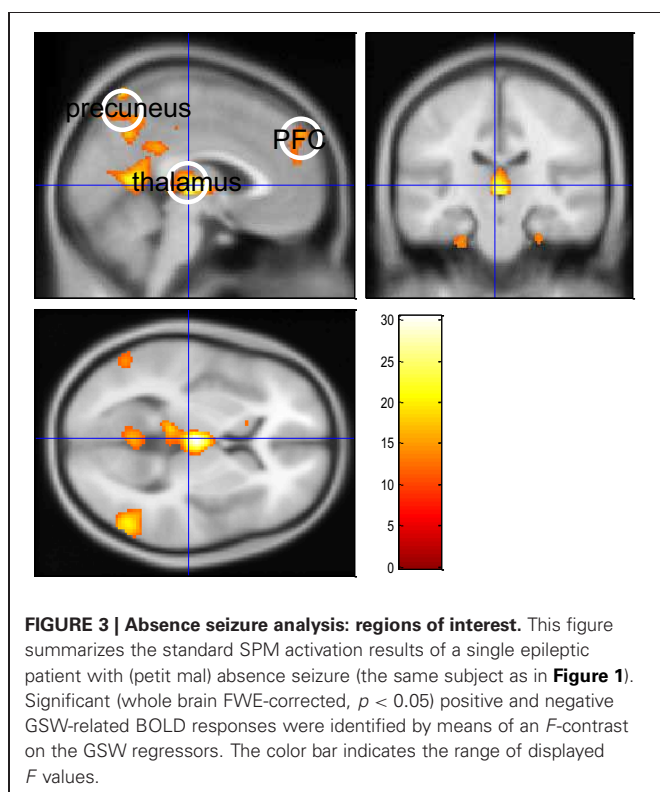 precuneus
PFC
thalamus
30
25
20
15
10
5
0
FIGURE 3 | Absence seizure analysis: regions of interest. This figure
summarizes the standard SPM activation results of a single epileptic
patient with (petit mal) absence seizure (the same subject as in Figure 1).
Significant (whole brain FWE-corrected, p < 0.05) positive and negative
GSW-related BOLD responses were identified by means of an F-contrast
on the GSW regressors. The color bar indicates the range of displayed
F values.